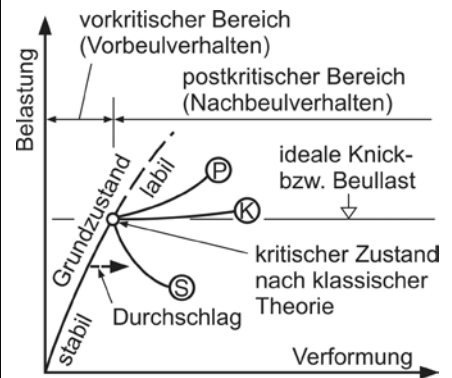 vorkritischer Bereich
(Vorbeulverhalten)
postkritischer Bereich
(Nachbeulverhalten)
Belastung
Grundzustand
labil
P
ideale Knick-
bzw. Beullast
K
kritischer Zustand
nach klassischer
Theorie
S
Durchschlag
stabil
Verformung